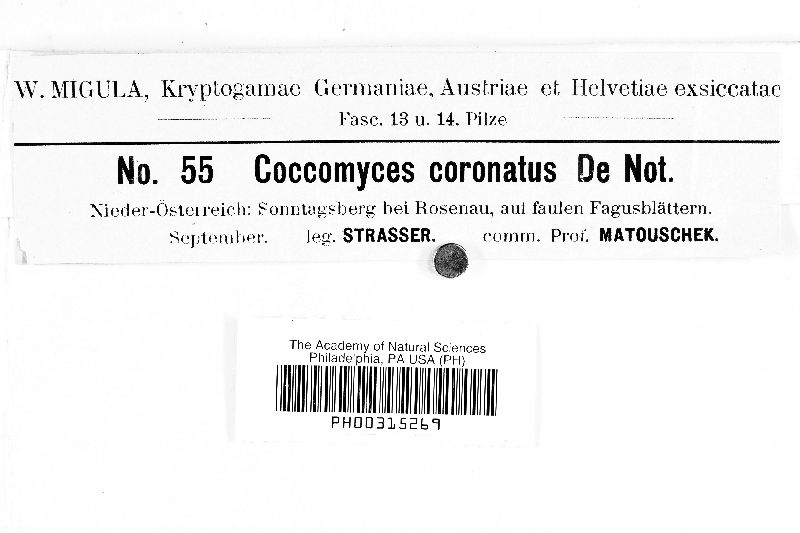 W. MIGULA, Kryptogamae Germaniae, Austriae et Helvetiae exsiccatae
Fasc. 13 u. 14. Pilze
No. 55 Coccomyces coronatus De Not.
Nieder-Österreich: Sonntagsberg bei Rosenau, auf faulen Fagusblättern.
September. leg. STRASSER. comm. Prof. MATOUSCHEK.
The Academy of Natural Sciences
Philadelphia, PA USA (PH)
PH00315269